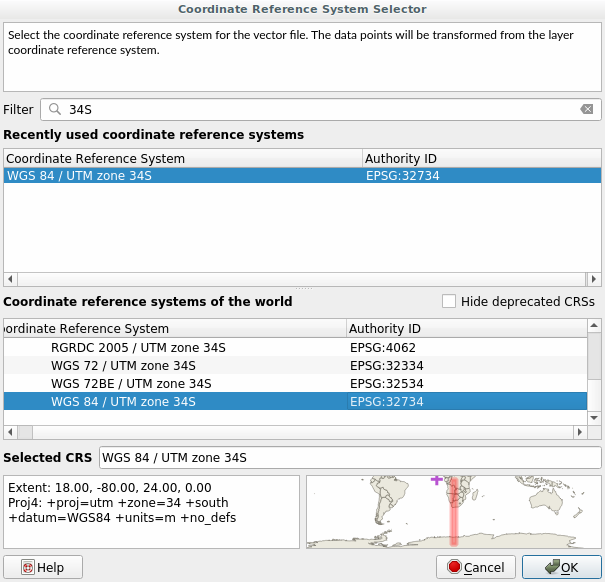 Coordinate Reference System Selector
Select the coordinate reference system for the vector file. The data points will be transformed from the layer
coordinate reference system.
Filter 34S
Recently used coordinate reference systems
Coordinate Reference System Authority ID
WGS 84 / UTM zone 34S EPSG:32734
Coordinate reference systems of the world Hide deprecated CRSs
oordinate Reference System Authority ID
RGRDC 2005 / UTM zone 34S EPSG:4062
WGS 72 / UTM zone 34S EPSG:32334
WGS 72BE / UTM zone 34S EPSG:32534
WGS 84 / UTM zone 34S EPSG:32734
Selected CRS WGS 84 / UTM zone 34S
Extent: 18.00, -80.00, 24.00, 0.00
Proj4: +proj=utm +zone=34 +south
+datum=WGS84 +units=m +no_defs
Help Cancel OK